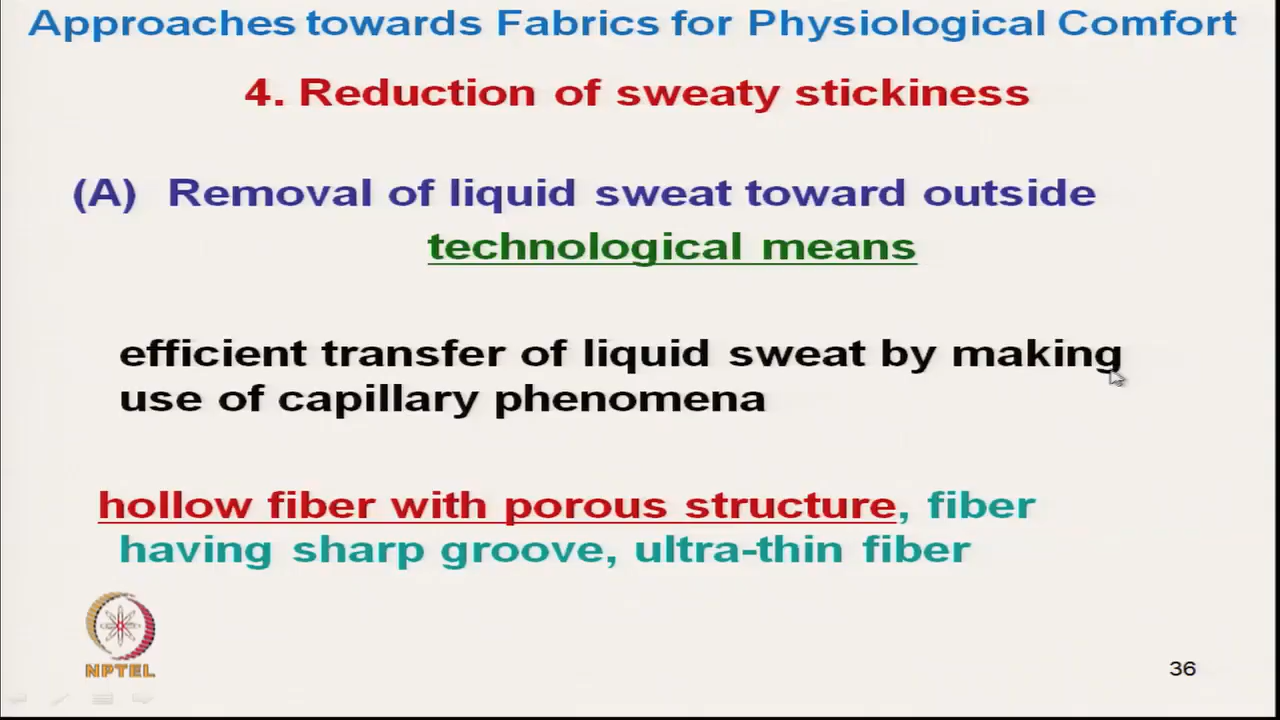 Approaches towards Fabrics for Physiological Comfort
4. Reduction of sweaty stickiness
(A) Removal of liquid sweat toward outside
technological means
efficient transfer of liquid sweat by making
use of capillary phenomena
hollow fiber with porous structure, fiber
having sharp groove, ultra-thin fiber
NPTEL
36